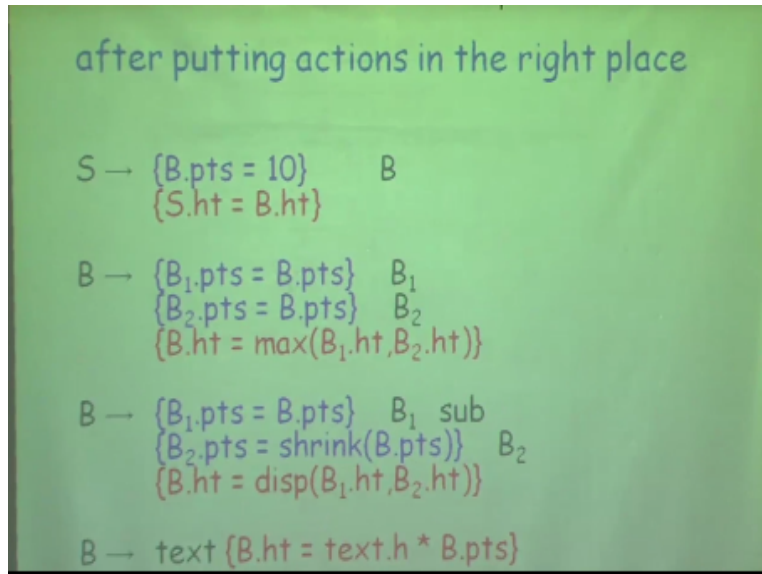 after putting actions in the right place
S → {B.pts = 10} B
{S.ht = B.ht}
B → {B₁.pts = B.pts} B₁
{B₂.pts = B.pts} B₂
{B.ht = max(B₁.ht,B₂.ht)}
B → {B₁.pts = B.pts} B₁ sub
{B₂.pts = shrink(B.pts)} B₂
{B.ht = disp(B₁.ht,B₂.ht)}
B → text {B.ht = text.h * B.pts}